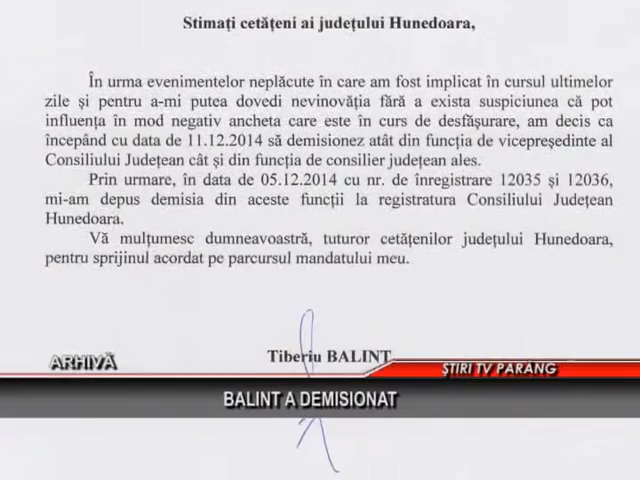 Stimați cetățeni ai județului Hunedoara,
În urma evenimentelor neplăcute în care am fost implicat în cursul ultimelor
zile și pentru a-mi putea dovedi nevinovăția fără a exista suspiciunea că pot
influența în mod negativ ancheta care este în curs de desfășurare, am decis ca
începând cu data de 11.12.2014 să demisionez atât din funcția de vicepreședinte al
Consiliului Județean cât și din funcția de consilier județean ales.
Prin urmare, în data de 05.12.2014 cu nr. de înregistrare 12035 și 12036,
mi-am depus demisia din aceste funcții la registratura Consiliului Județean
Hunedoara.
Vă mulțumesc dumneavoastră, tuturor cetățenilor județului Hunedoara,
pentru sprijinul acordat pe parcursul mandatului meu.
Tiberiu BALINT
ARHIVĂ
ȘTIRI TV PARÂNG
BALINT A DEMISIONAT